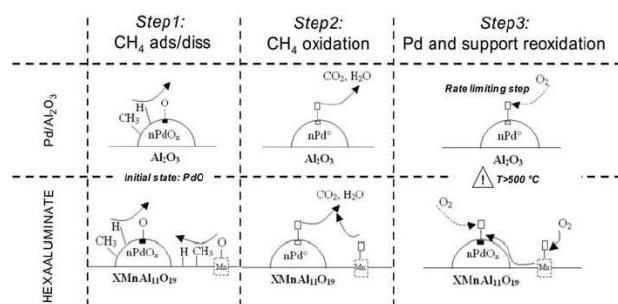 Step1:
CH₄ ads/diss
Step2:
CH₄ oxidation
Step3:
Pd and support reoxidation
Pd/Al₂O₃
H
O
CH₃
nPdOₓ
Al₂O₃
initial state: PdO
CO₂, H₂O
nPd°
Al₂O₃
Rate limiting step
O₂
nPd°
Al₂O₃
! T>500 °C
HEXAALUMINATE
H
O
CH₃
nPdOₓ
H CH₃
O
Mn
XMnAl₁₁O₁₉
CO₂, H₂O
nPd°
Mn
XMnAl₁₁O₁₉
O₂
O₂
nPdOₓ
Mn
XMnAl₁₁O₁₉